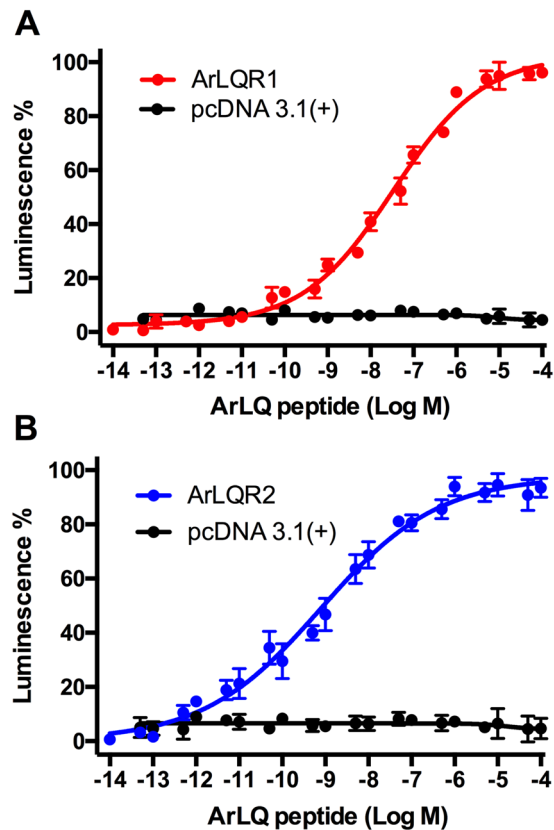 A
Luminescence %
100
80
60
40
20
0
ArLQR1
pcDNA 3.1(+)
-14 -13 -12 -11 -10 -9 -8 -7 -6 -5 -4
ArLQ peptide (Log M)
B
Luminescence %
100
80
60
40
20
0
ArLQR2
pcDNA 3.1(+)
-14 -13 -12 -11 -10 -9 -8 -7 -6 -5 -4
ArLQ peptide (Log M)